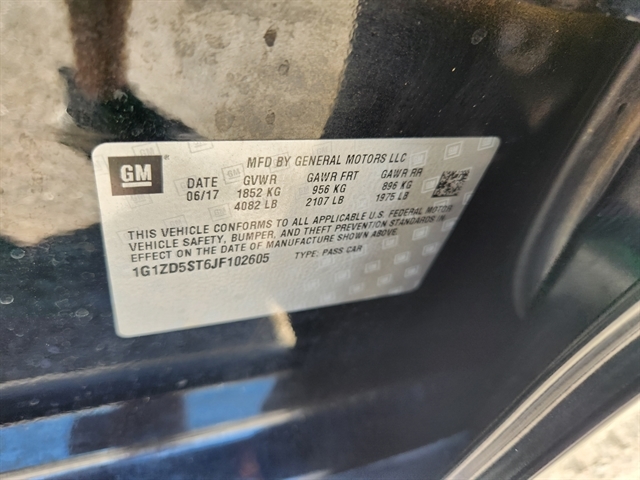 GM
MFD BY GENERAL MOTORS LLC
DATE GVWR GAWR FRT GAWR RR
06/17 1852 KG 956 KG 896 KG
4082 LB 2107 LB 1975 LB
THIS VEHICLE CONFORMS TO ALL APPLICABLE U.S. FEDERAL MOTOR
VEHICLE SAFETY, BUMPER, AND THEFT PREVENTION STANDARDS IN
EFFECT ON THE DATE OF MANUFACTURE SHOWN ABOVE.
1G1ZD5ST6JF102605 TYPE: PASS CAR